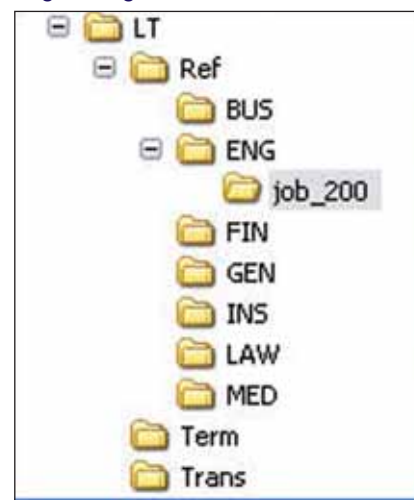 LT
Ref
BUS
ENG
job_200
FIN
GEN
INS
LAW
MED
Term
Trans